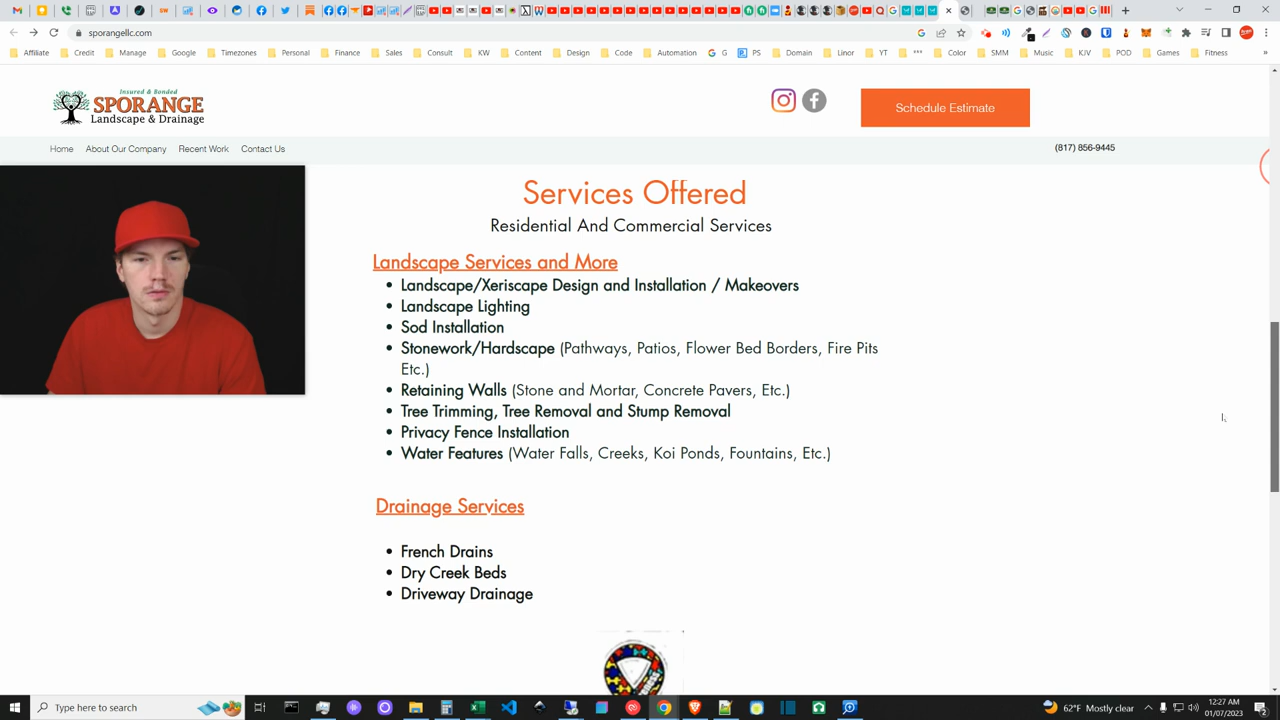 sporangellc.com
Affiliate Credit Manage Google Timezones Personal Finance Sales Consult KW Content Design Code Automation G PS Domain Linor YT *** Color SMM Music KJV POD Games Fitness »
Insured & Bonded
SPORANGE
Landscape & Drainage
Schedule Estimate
Home About Our Company Recent Work Contact Us
(817) 856-9445
Services Offered
Residential And Commercial Services
Landscape Services and More
• Landscape/Xeriscape Design and Installation / Makeovers
• Landscape Lighting
• Sod Installation
• Stonework/Hardscape (Pathways, Patios, Flower Bed Borders, Fire Pits
Etc.)
• Retaining Walls (Stone and Mortar, Concrete Pavers, Etc.)
• Tree Trimming, Tree Removal and Stump Removal
• Privacy Fence Installation
• Water Features (Water Falls, Creeks, Koi Ponds, Fountains, Etc.)
Drainage Services
• French Drains
• Dry Creek Beds
• Driveway Drainage
Type here to search
62°F Mostly clear
12:27 AM
01/07/2023